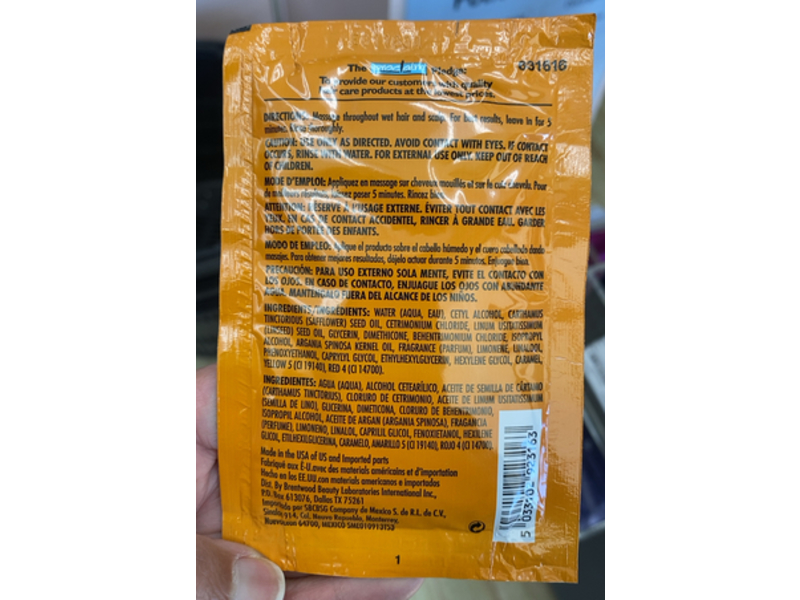 The Pledge:
031616
To provide our customers with quality
hair care products at the lowest prices.
DIRECTIONS: Massage throughout wet hair and scalp. For best results, leave in for 5
minutes. Rinse thoroughly.
CAUTION: USE ONLY AS DIRECTED. AVOID CONTACT WITH EYES. IF CONTACT
OCCURS, RINSE WITH WATER. FOR EXTERNAL USE ONLY. KEEP OUT OF REACH
OF CHILDREN.
MODE D'EMPLOI: Appliquez en massage sur cheveux mouillés et sur le cuir chevelu. Pour
de meilleurs résultats, laissez poser 5 minutes. Rincez bien.
ATTENTION: RÉSERVÉ À L'USAGE EXTERNE. ÉVITER TOUT CONTACT AVEC LES
YEUX. EN CAS DE CONTACT ACCIDENTEL, RINCER À GRANDE EAU. GARDER
HORS DE PORTÉE DES ENFANTS.
MODO DE EMPLEO: Aplique el producto sobre el cabello húmedo y el cuero cabelludo dando
masajes. Para obtener mejores resultados, déjelo actuar durante 5 minutos. Enjuague bien.
PRECAUCIÓN: PARA USO EXTERNO SOLA MENTE, EVITE EL CONTACTO CON
LOS OJOS. EN CASO DE CONTACTO, ENJUAGUE LOS OJOS CON ABUNDANTE
AGUA. MANTENGALO FUERA DEL ALCANCE DE LOS NIÑOS.
INGREDIENTS/INGRÉDIENTS: WATER (AQUA, EAU), CETYL ALCOHOL, CARTHAMUS
TINCTORIOUS (SAFFLOWER) SEED OIL, CETRIMONIUM CHLORIDE, LINUM USITATISSIMUM
(LINSEED) SEED OIL, GLYCERIN, DIMETHICONE, BEHENTRIMONIUM CHLORIDE, ISOPROPYL
ALCOHOL, ARGANIA SPINOSA KERNEL OIL, FRAGRANCE (PARFUM), LIMONENE, LINALOOL,
PHENOXYETHANOL, CAPRYLYL GLYCOL, ETHYLHEXYLGLYCERIN, HEXYLENE GLYCOL, CARAMEL,
YELLOW 5 (CI 19140), RED 4 (CI 14700).
INGREDIENTES: AGUA (AQUA), ALCOHOL CETEARÍLICO, ACEITE DE SEMILLA DE CÁRTAMO
(CARTHAMUS TINCTORIUS), CLORURO DE CETRIMONIO, ACEITE DE LINUM USITATISSIMUM
(SEMILLA DE LINO), GLICERINA, DIMETICONA, CLORURO DE BEHENTRIMONIO,
ISOPROPIL ALCOHOL, ACEITE DE ARGÁN (ARGANIA SPINOSA), FRAGANCIA
(PERFUME), LIMONENO, LINALOL, CAPRILIL GLICOL, FENOXIETANOL, HEXILENE
GLICOL, ETILHEXILGLICERINA, CARAMELO, AMARILLO 5 (CI 19140), ROJO 4 (CI 14700)
Made in the USA of US and Imported parts
Fabriqué aux É-U.avec des materials américains et d'importation
Hecho en los EE.UU.con materials americanos e importados
Dist. By Brentwood Beauty Laboratories International Inc.,
P.O. Box 613076, Dallas TX 75261
Importado por SBCBSG Company de Mexico S. de R.L. de C.V.,
Sinaloa 914, Col. Nuevo Repueblo, Monterrey,
64700, MEXICO
1